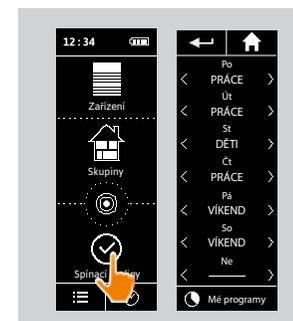 12:34
Zařízení
Skupiny
Spínací
Po
PRÁCE
Út
PRÁCE
St
DĚTI
Čt
PRÁCE
Pá
VÍKEND
So
VÍKEND
Ne
Mé programy